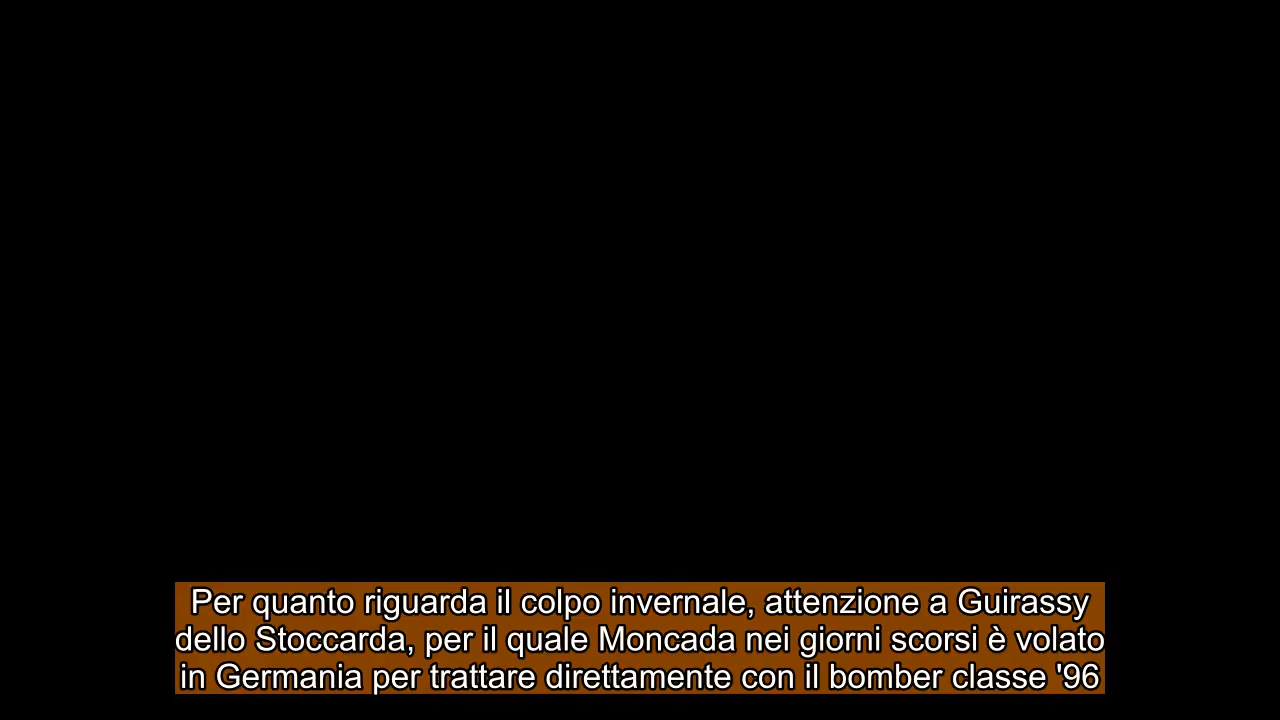 Per quanto riguarda il colpo invernale, attenzione a Guirassy
dello Stoccarda, per il quale Moncada nei giorni scorsi è volato
in Germania per trattare direttamente con il bomber classe '96